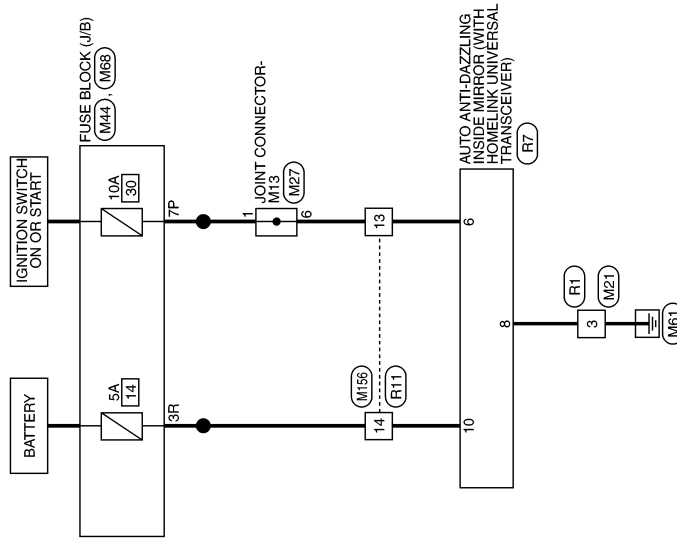 IGNITION SWITCH
ON OR START
BATTERY
FUSE BLOCK (J/B)
M44 , M68
10A
30
5A
14
7P
3R
1
JOINT CONNECTOR-
M13
M27
6
13
M156
14
R11
6
10
AUTO ANTI-DAZZLING
INSIDE MIRROR (WITH
HOMELINK UNIVERSAL
TRANSCEIVER)
R7
8
R1
3
M21
M61